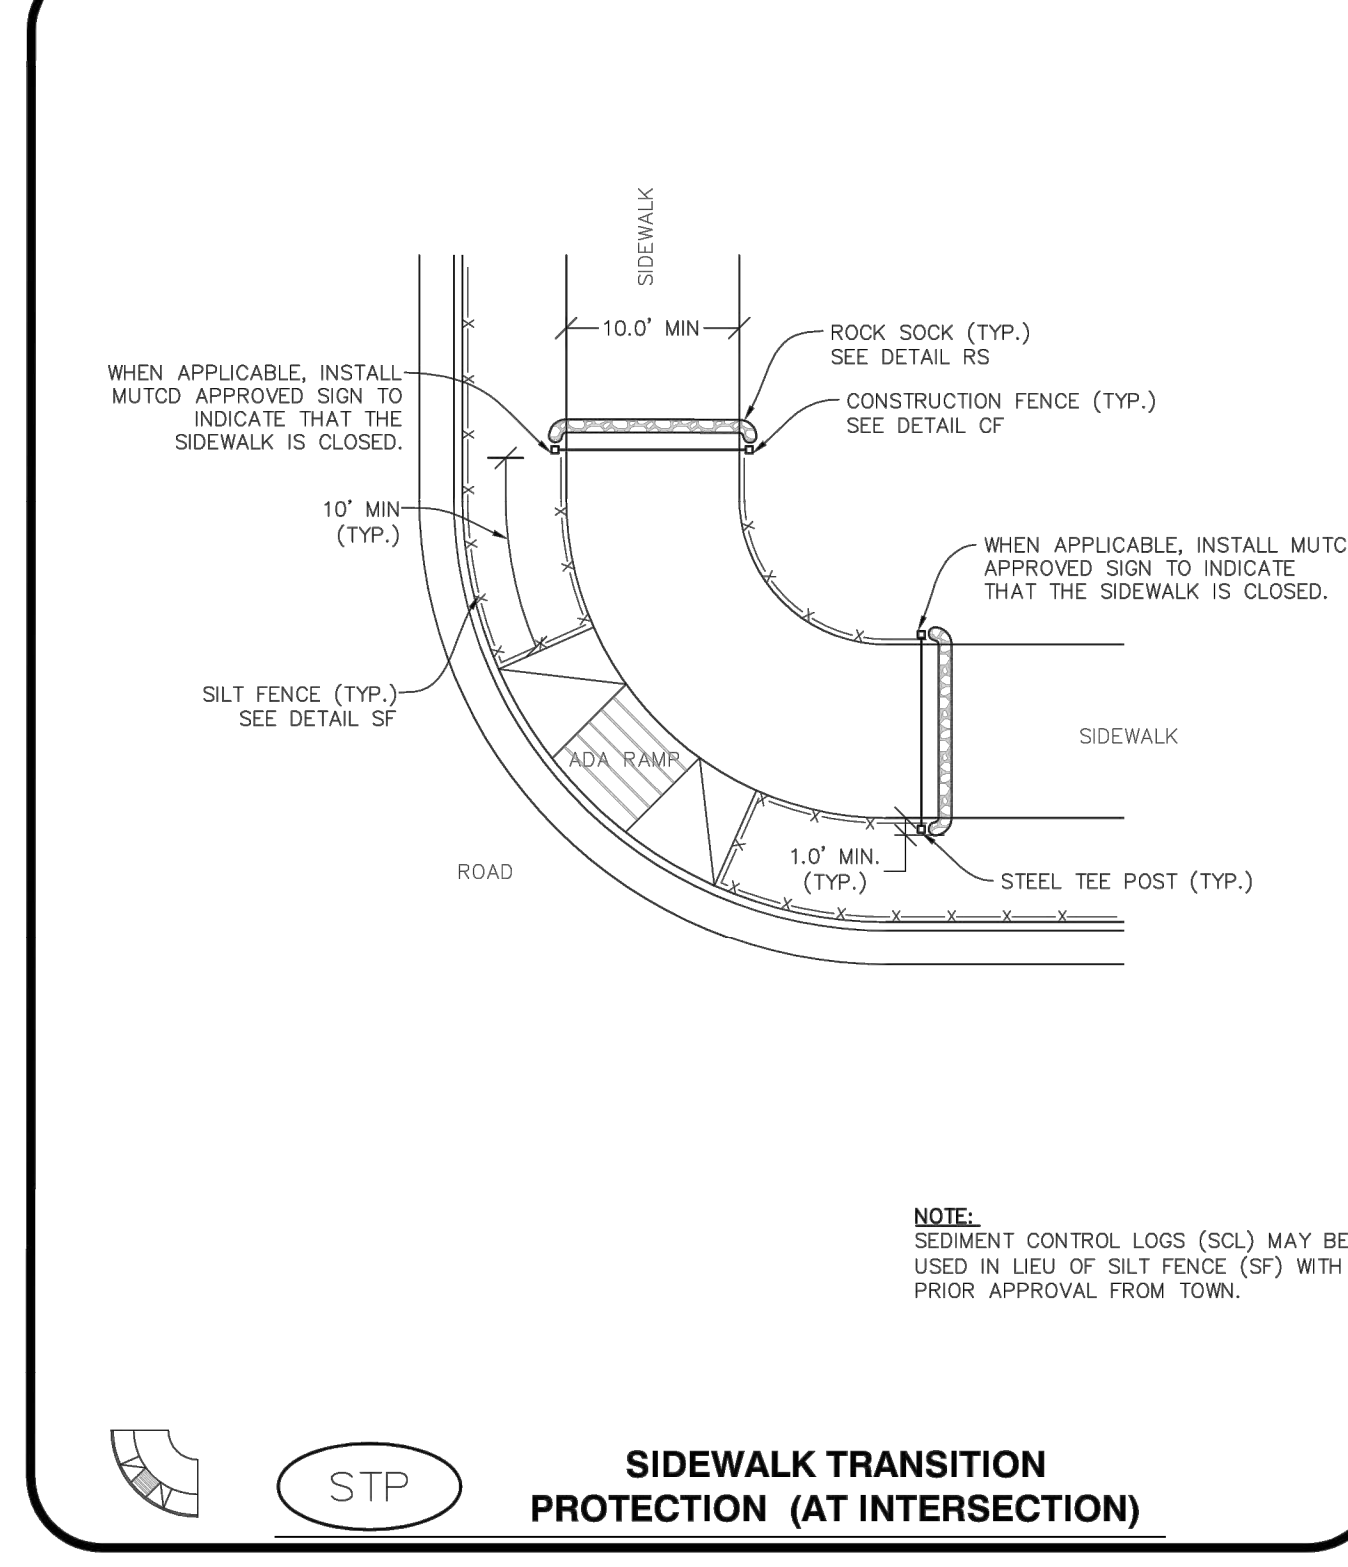 SIDEWALK
10.0' MIN
ROCK SOCK (TYP.)
SEE DETAIL RS
WHEN APPLICABLE, INSTALL
MUTCD APPROVED SIGN TO
INDICATE THAT THE
SIDEWALK IS CLOSED.
CONSTRUCTION FENCE (TYP.)
SEE DETAIL CF
10' MIN
(TYP.)
WHEN APPLICABLE, INSTALL MUTC
APPROVED SIGN TO INDICATE
THAT THE SIDEWALK IS CLOSED.
SILT FENCE (TYP.)
SEE DETAIL SF
SIDEWALK
ADA RAMP
ROAD
1.0' MIN.
(TYP.)
STEEL TEE POST (TYP.)
NOTE:
SEDIMENT CONTROL LOGS (SCL) MAY BE
USED IN LIEU OF SILT FENCE (SF) WITH
PRIOR APPROVAL FROM TOWN.
STP
SIDEWALK TRANSITION
PROTECTION (AT INTERSECTION)